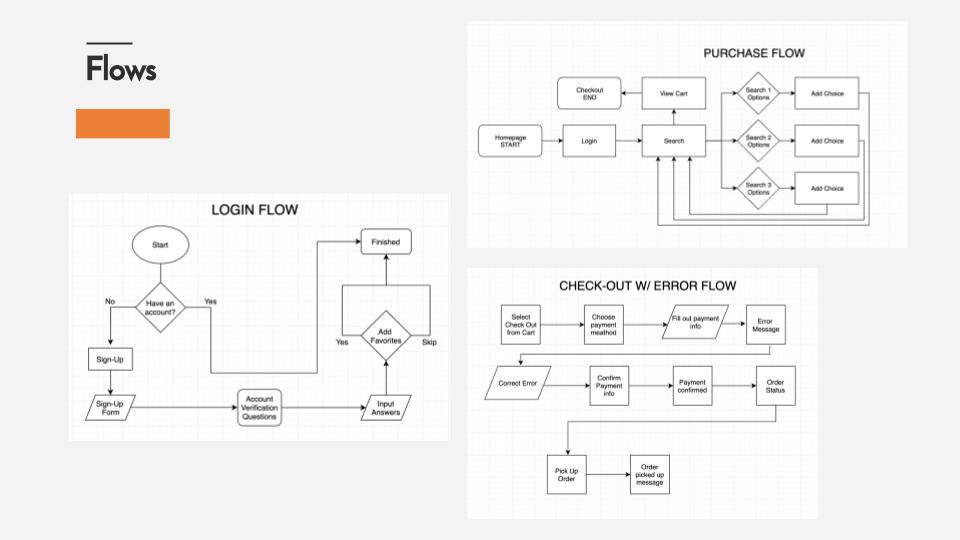 Flows
PURCHASE FLOW
Checkout
END
View Cart
Search 1
Options
Add Choice
Homepage
START
Login
Search
Search 2
Options
Add Choice
Search 3
Options
Add Choice
LOGIN FLOW
Start
Finished
No
Have an
account?
Yes
Add
Favorites
Yes
Skip
Sign-Up
Sign-Up
Form
Account
Verification
Questions
Input
Answers
CHECK-OUT W/ ERROR FLOW
Select
Check Out
from Cart
Choose
payment
meathod
Fill out payment
info
Error
Message
Correct Error
Confirm
Payment
info
Payment
confirmed
Order
Status
Pick Up
Order
Order
picked up
message